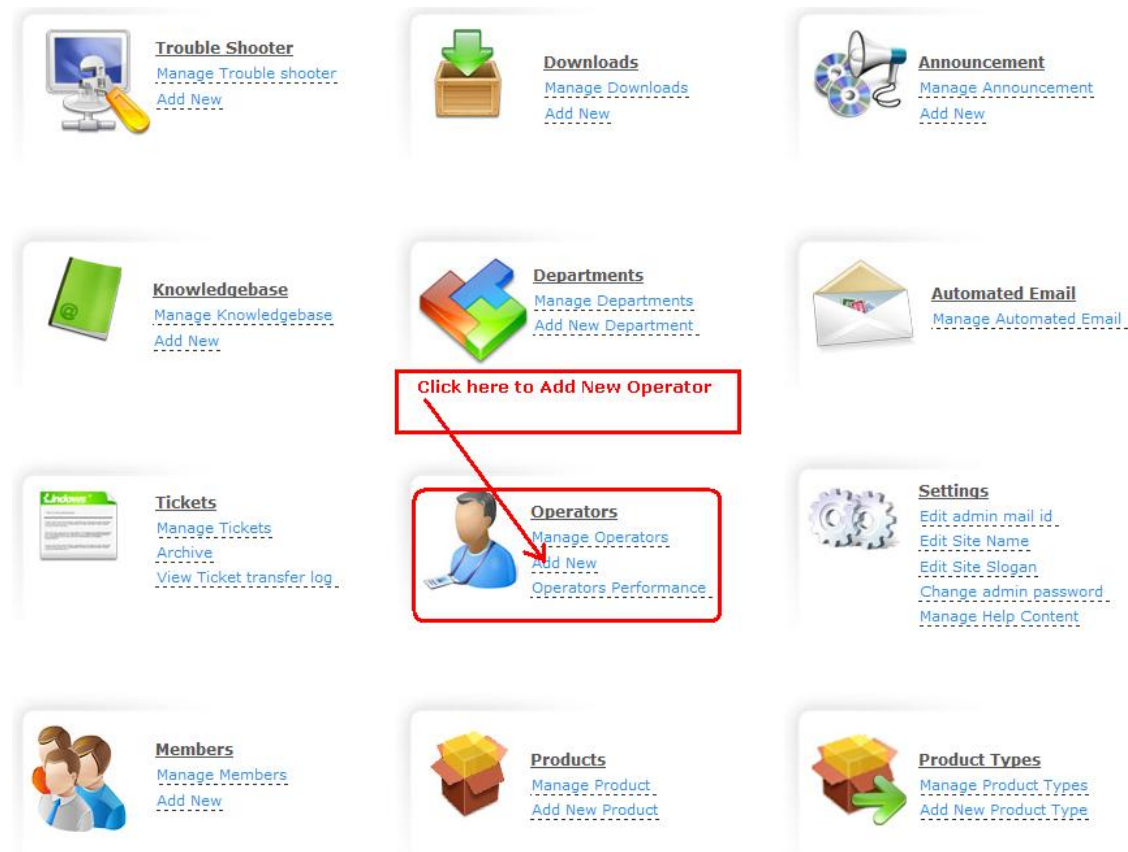 Trouble Shooter
Manage Trouble shooter
Add New
Downloads
Manage Downloads
Add New
Announcement
Manage Announcement
Add New
Knowledgebase
Manage Knowledgebase
Add New
Departments
Manage Departments
Add New Department
Automated Email
Manage Automated Email
Click here to Add New Operator
Tickets
Manage Tickets
Archive
View Ticket transfer log
Operators
Manage Operators
Add New
Operators Performance
Settings
Edit admin mail id
Edit Site Name
Edit Site Slogan
Change admin password
Manage Help Content
Members
Manage Members
Add New
Products
Manage Product
Add New Product
Product Types
Manage Product Types
Add New Product Type